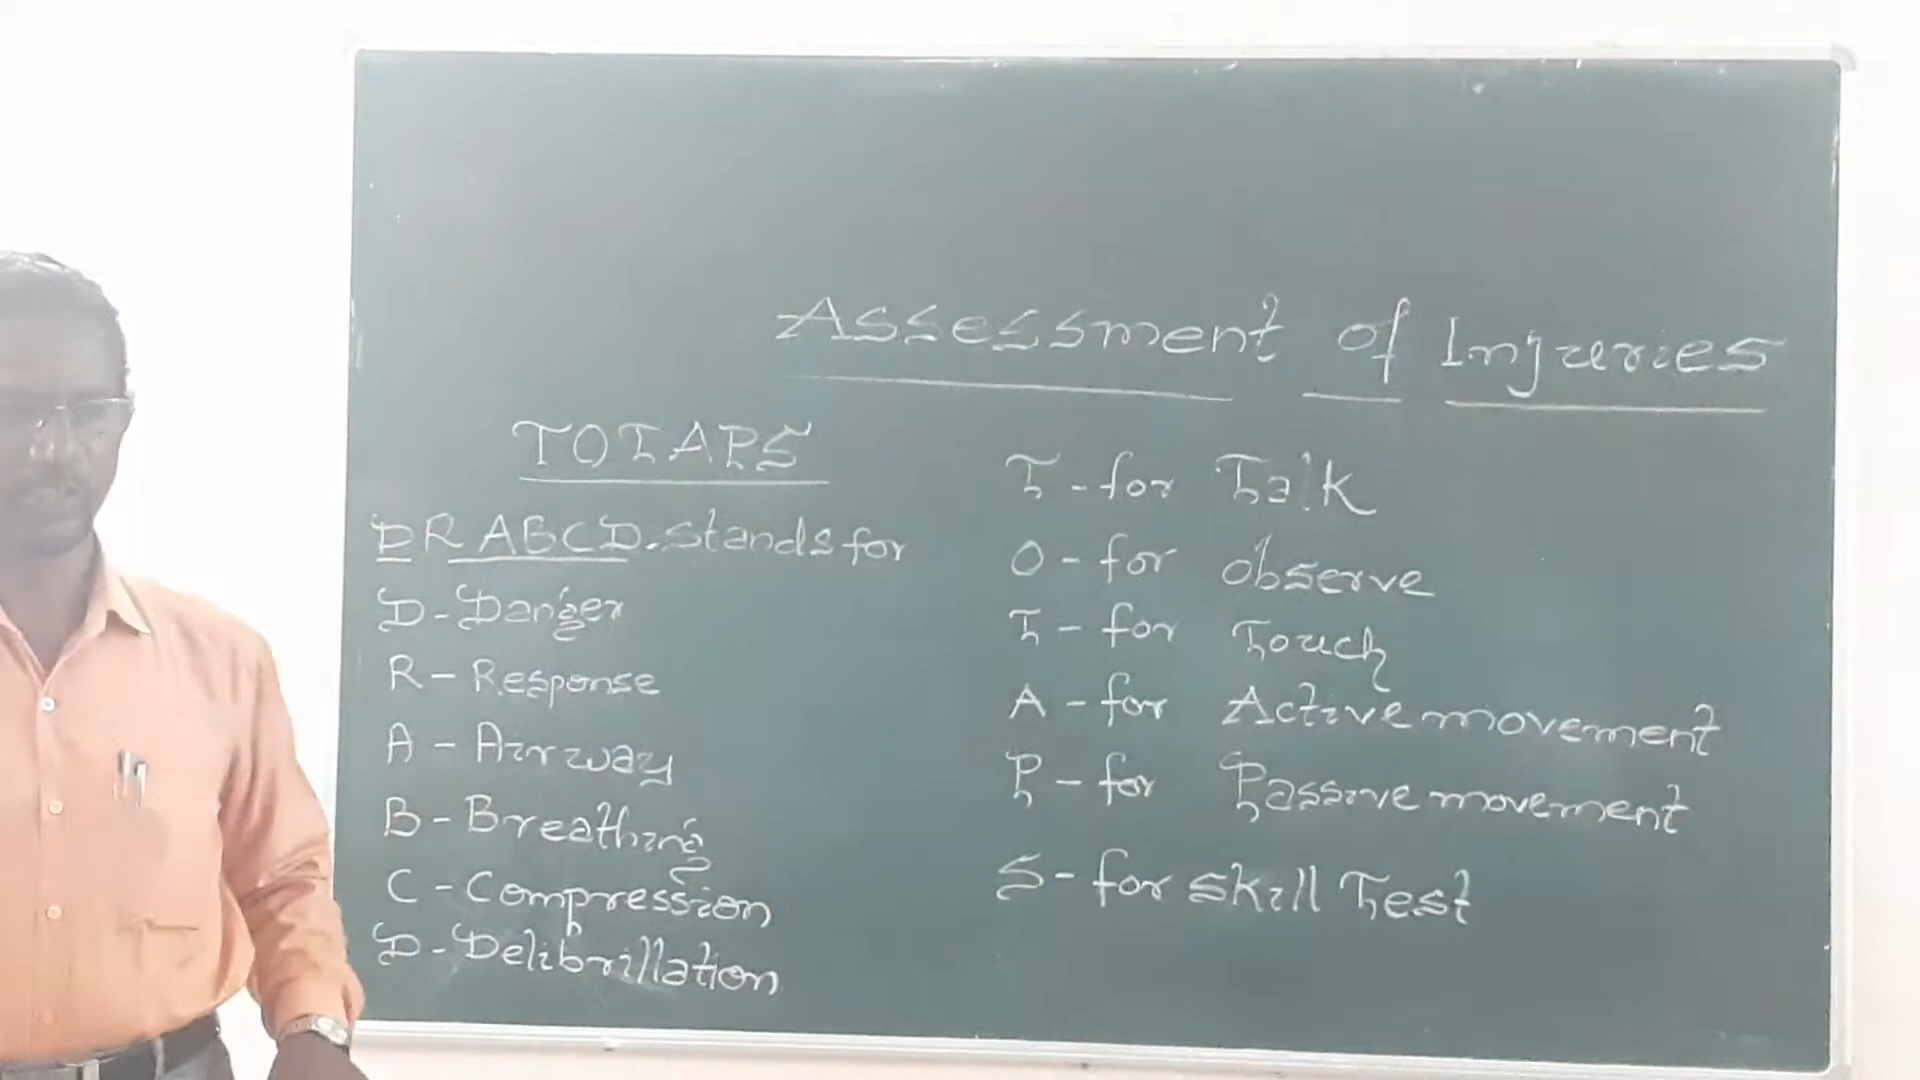 Assessment of Injuries
TOTAPS
DRABCD. stands for
D - Danger
R - Response
A - Airway
B - Breathing
C - Compression
D - Delibrillation
T - for Talk
O - for observe
T - for Touch
A - for Active movement
P - for Passive movement
S - for skill Test